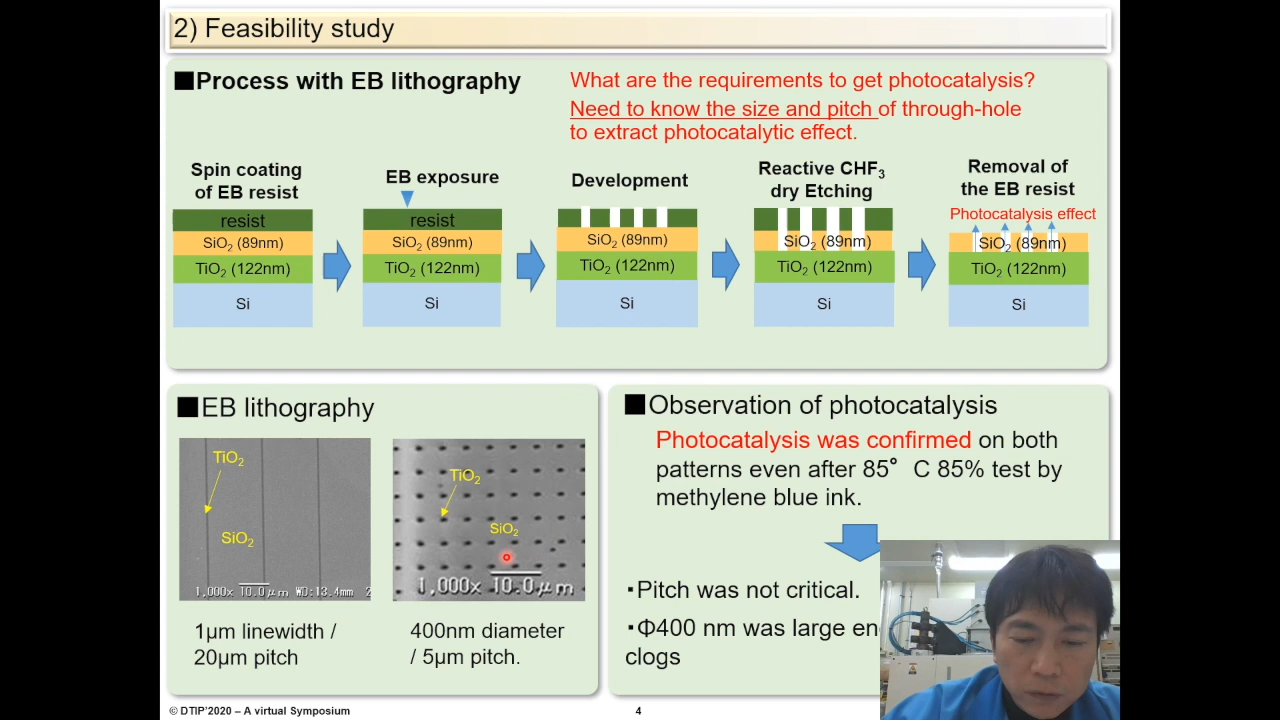 2) Feasibility study
■Process with EB lithography
What are the requirements to get photocatalysis?
Need to know the size and pitch of through-hole
to extract photocatalytic effect.
Spin coating
of EB resist
resist
SiO₂ (89nm)
TiO₂ (122nm)
Si
EB exposure
resist
SiO₂ (89nm)
TiO₂ (122nm)
Si
Development
SiO₂ (89nm)
TiO₂ (122nm)
Si
Reactive CHF₃
dry Etching
SiO₂ (89nm)
TiO₂ (122nm)
Si
Removal of
the EB resist
Photocatalysis effect
SiO₂ (89nm)
TiO₂ (122nm)
Si
■EB lithography
TiO₂
SiO₂
1,000x 10.0μm WD:13.4mm 2
TiO₂
SiO₂
1,000x 10.0μm
1μm linewidth /
20μm pitch
400nm diameter
/ 5μm pitch.
■Observation of photocatalysis
Photocatalysis was confirmed on both
patterns even after 85° C 85% test by
methylene blue ink.
･Pitch was not critical.
･Φ400 nm was large en
clogs
© DTIP'2020 – A virtual Symposium
4